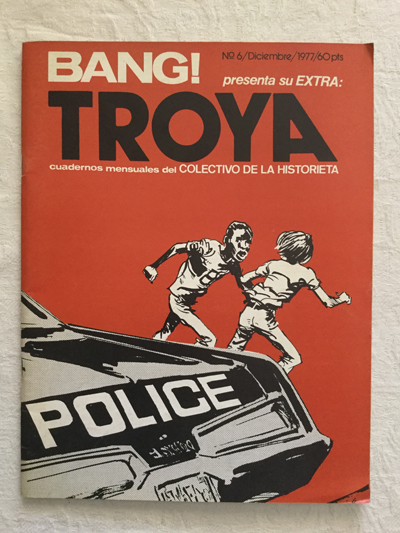 BANG!
Nº 6/Diciembre/1977/60 pts
presenta su EXTRA:
TROYA
cuadernos mensuales del COLECTIVO DE LA HISTORIETA
POLICE